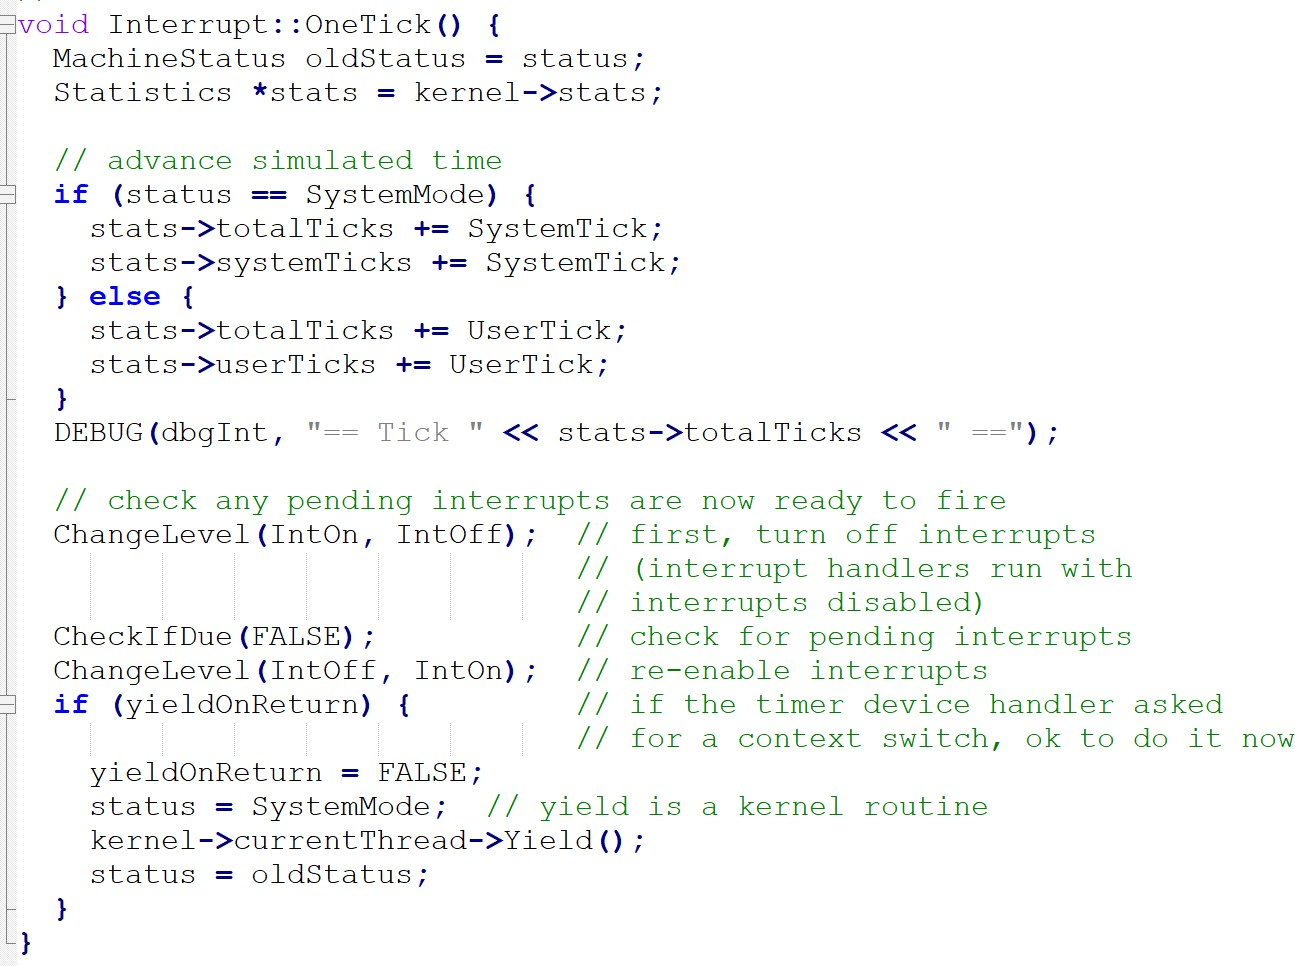 void Interrupt::OneTick() {
  MachineStatus oldStatus = status;
  Statistics *stats = kernel->stats;

  // advance simulated time
  if (status == SystemMode) {
    stats->totalTicks += SystemTick;
    stats->systemTicks += SystemTick;
  } else {
    stats->totalTicks += UserTick;
    stats->userTicks += UserTick;
  }
  DEBUG(dbgInt, "== Tick " << stats->totalTicks << " ==");

  // check any pending interrupts are now ready to fire
  ChangeLevel(IntOn, IntOff);  // first, turn off interrupts
                               // (interrupt handlers run with
                               // interrupts disabled)
  CheckIfDue(FALSE);           // check for pending interrupts
  ChangeLevel(IntOff, IntOn);  // re-enable interrupts
  if (yieldOnReturn) {         // if the timer device handler asked
                               // for a context switch, ok to do it now
    yieldOnReturn = FALSE;
    status = SystemMode;  // yield is a kernel routine
    kernel->currentThread->Yield();
    status = oldStatus;
  }
}